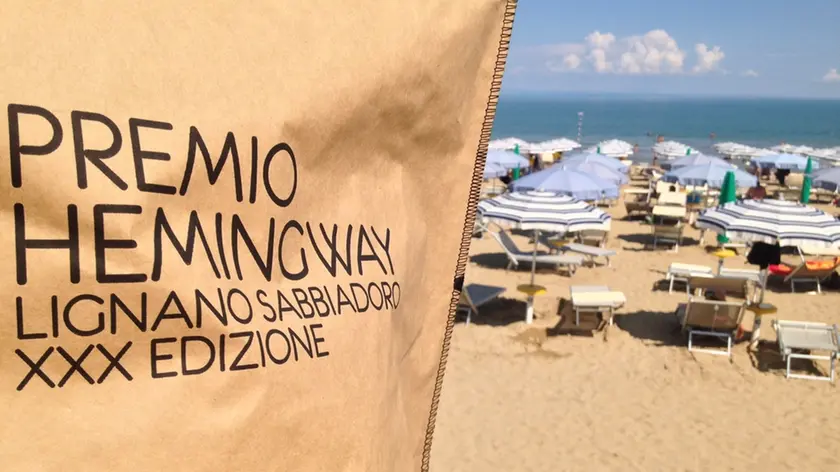 PREMIO
HEMINGWAY
LIGNANO SABBIADORO
XXX EDIZIONE